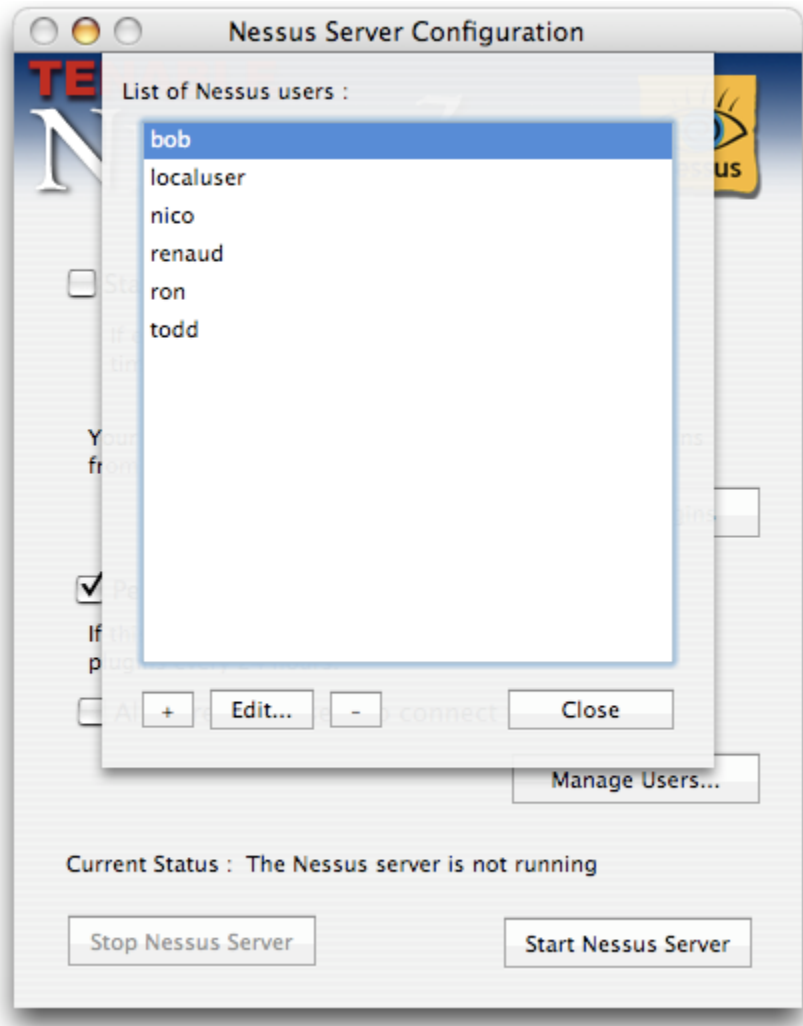 Nessus Server Configuration
List of Nessus users :
bob
localuser
nico
renaud
ron
todd
+ Edit... - Close
connect
Manage Users...
Current Status : The Nessus server is not running
Stop Nessus Server Start Nessus Server